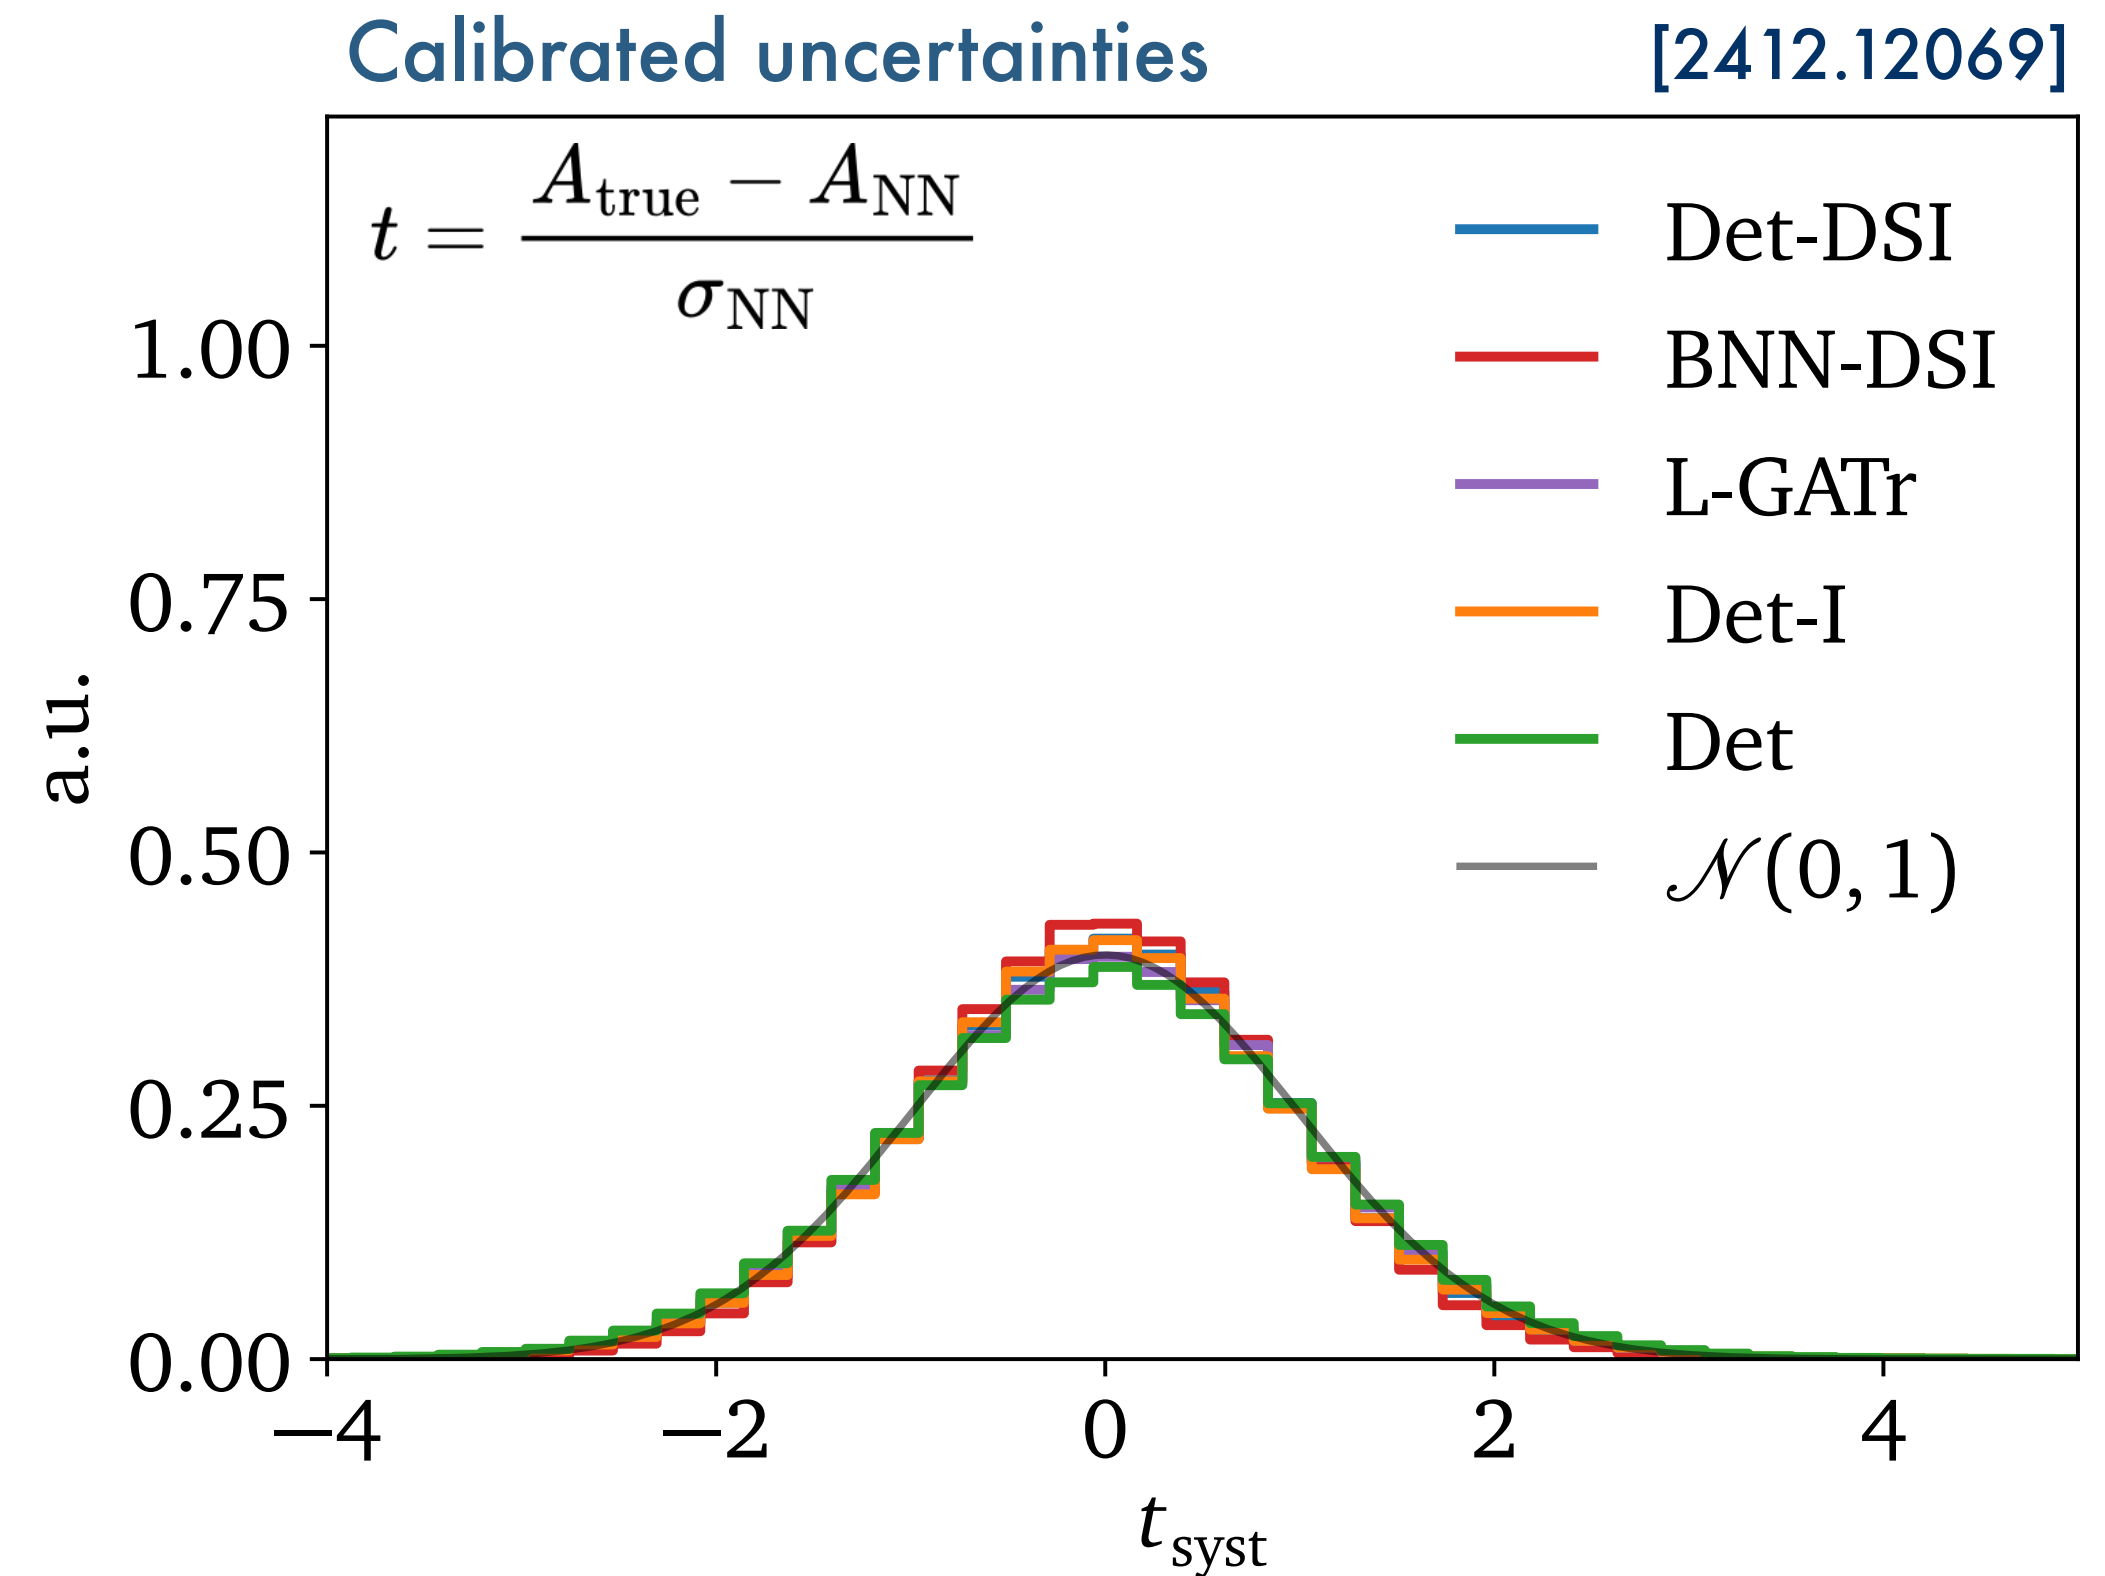 Calibrated uncertainties [2412.12069]
t = A_true − A_NN / σ_NN
Det-DSI
BNN-DSI
L-GATr
Det-I
Det
𝒩(0, 1)
a.u.
1.00
0.75
0.50
0.25
0.00
−4 −2 0 2 4
t_syst